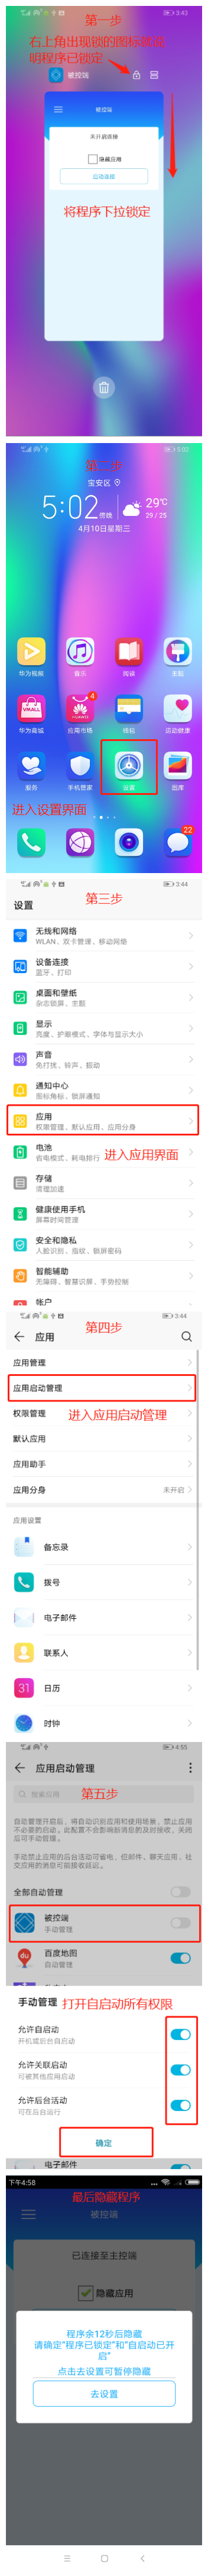 3:43
第一步
右上角出现锁的图标就说
明程序已锁定
被控端
被控端
未开启连接
隐藏应用
启动连接
将程序下拉锁定
5:02
第二步
宝安区
5:02 傍晚
29℃
29 / 25
4月10日星期三
华为视频
音乐
阅读
主题
华为商城
4
应用市场
钱包
运动健康
服务
手机管家
设置
图库
进入设置界面
22
3:44
第三步
设置
无线和网络
WLAN、双卡管理、移动网络
设备连接
蓝牙、打印
桌面和壁纸
杂志锁屏、主题
显示
亮度、护眼模式、字体与显示大小
声音
免打扰、铃声、振动
通知中心
图标角标、锁屏通知
应用
权限管理、默认应用、应用分身
电池
省电模式、耗电排行
进入应用界面
存储
清理加速
健康使用手机
屏幕时间管理
安全和隐私
人脸识别、指纹、锁屏密码
智能辅助
无障碍、智慧识屏、手势控制
帐户
3:44
第四步
应用
应用管理
应用启动管理
权限管理
进入应用启动管理
默认应用
应用助手
应用分身
未开启
应用设置
备忘录
拨号
电子邮件
联系人
31
日历
时钟
4:55
应用启动管理
搜索应用
第五步
自动管理开启后，将自动识别应用和使用场景，禁止应用
不必要的启动。此配置不会影响消息的及时接收，关闭
后可手动管理。
手动禁止应用的后台活动可省电，但邮件、聊天应用、社
交应用的消息可能接收延迟。
全部自动管理
被控端
手动管理
百度地图
自动管理
手动管理
打开自启动所有权限
允许自启动
开机或后台自启动
允许关联启动
可被其他应用启动
允许后台活动
可在后台运行
确定
电子邮件
下午4:58
最后隐藏程序
被控端
已连接至主控端
隐藏应用
程序余12秒后隐藏
请确定"程序已锁定"和"自启动已开
启"
点击去设置可暂停隐藏
去设置